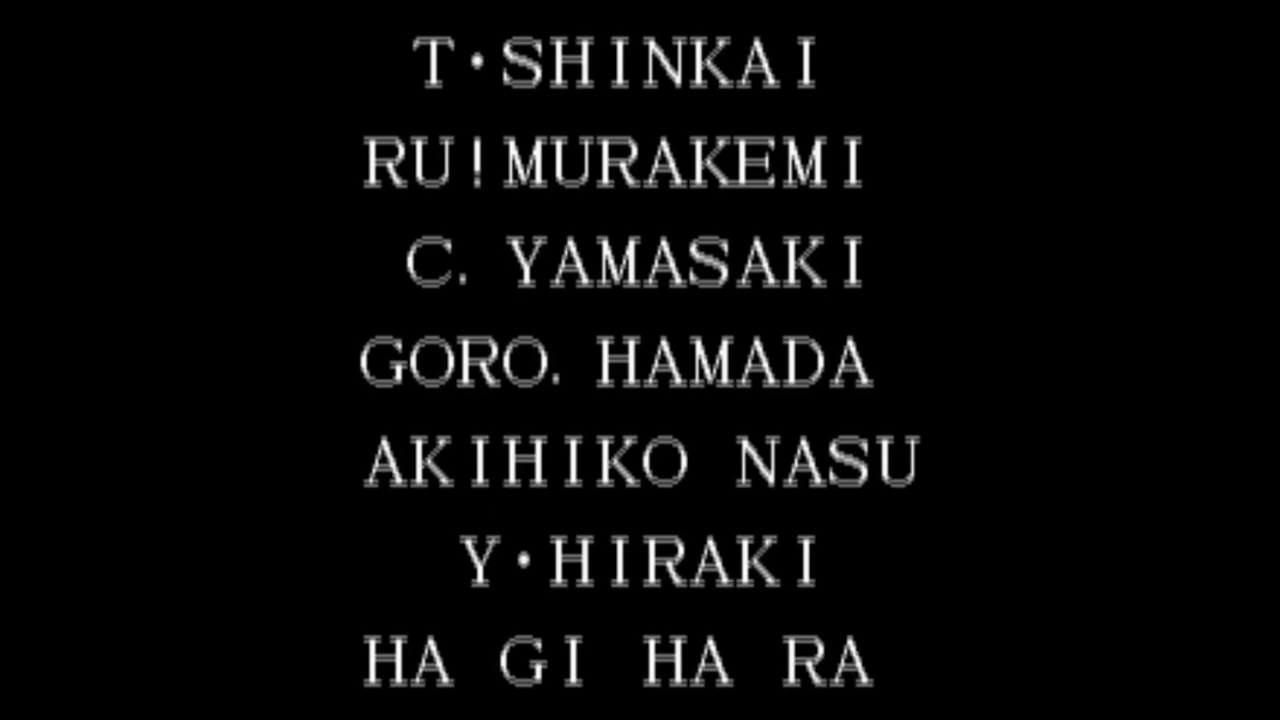 T・SHINKAI
RU!MURAKEMI
C. YAMASAKI
GORO. HAMADA
AKIHIKO NASU
Y・HIRAKI
HA GI HA RA